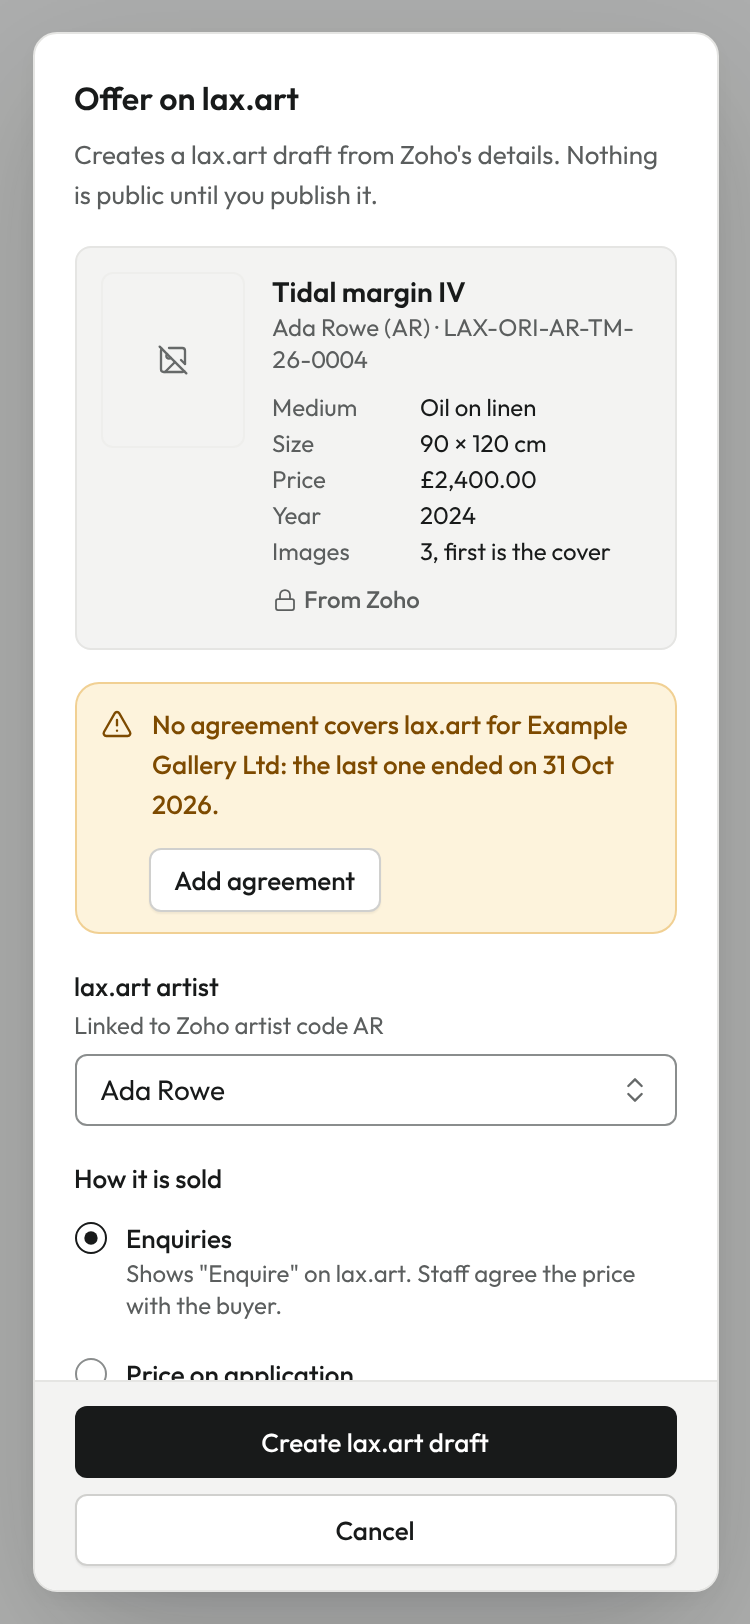 Offer on lax.art
Creates a lax.art draft from Zoho's details. Nothing
is public until you publish it.
Tidal margin IV
Ada Rowe (AR) · LAX-ORI-AR-TM-
26-0004
Medium Oil on linen
Size 90 × 120 cm
Price £2,400.00
Year 2024
Images 3, first is the cover
From Zoho
No agreement covers lax.art for Example
Gallery Ltd: the last one ended on 31 Oct
2026.
Add agreement
lax.art artist
Linked to Zoho artist code AR
Ada Rowe
How it is sold
Enquiries
Shows "Enquire" on lax.art. Staff agree the price
with the buyer.
Price on application
Create lax.art draft
Cancel